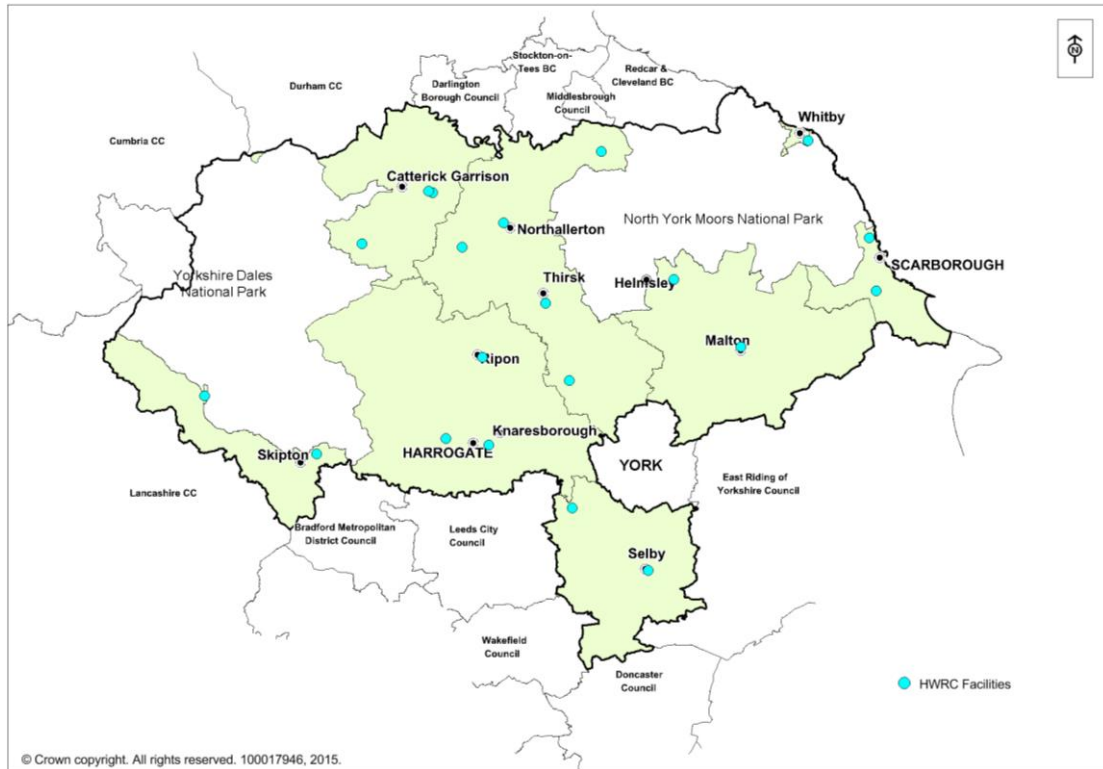 Stockton-on-
Tees BC
Redcar &
Cleveland BC
Durham CC
Darlington
Borough Council
Middlesbrough
Council
N
Cumbria CC
Whitby
Catterick Garrison
North York Moors National Park
Northallerton
SCARBOROUGH
Yorkshire Dales
National Park
Thirsk
Helmsley
Malton
Ripon
Knaresborough
HARROGATE
Skipton
YORK
East Riding of
Yorkshire Council
Lancashire CC
Bradford Metropolitan
District Council
Leeds City
Council
Selby
Wakefield
Council
Doncaster
Council
HWRC Facilities
© Crown copyright. All rights reserved. 100017946, 2015.